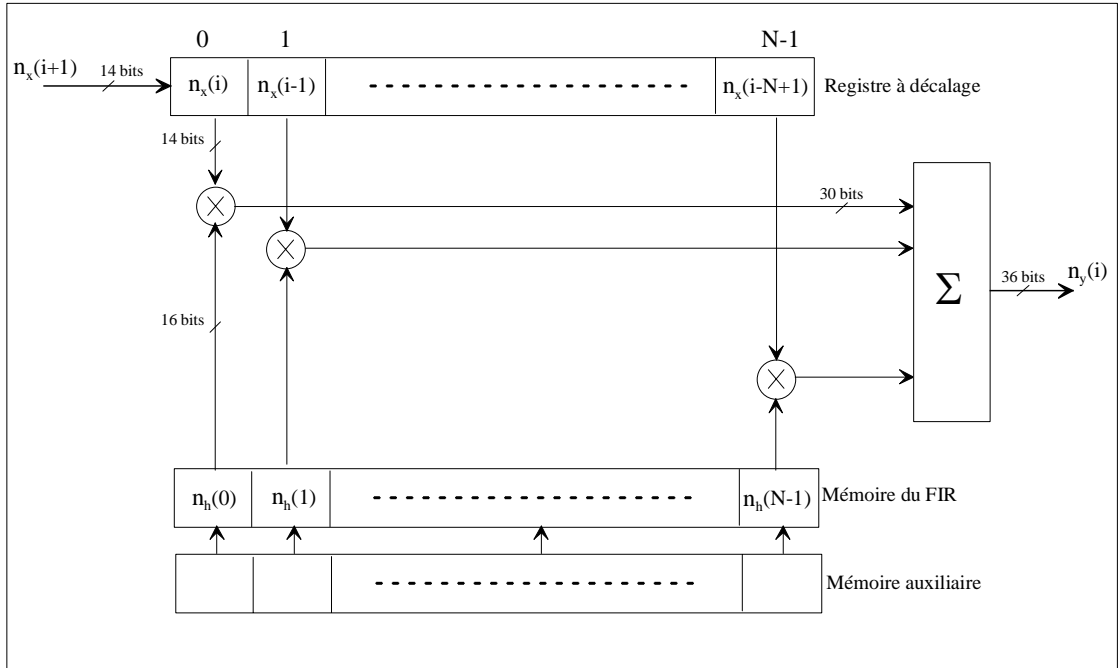 0 1 N-1
n_x(i+1) 14 bits n_x(i) n_x(i-1) n_x(i-N+1) Registre à décalage
14 bits
× 30 bits
×
Σ 36 bits n_y(i)
16 bits
×
n_h(0) n_h(1) n_h(N-1) Mémoire du FIR
Mémoire auxiliaire